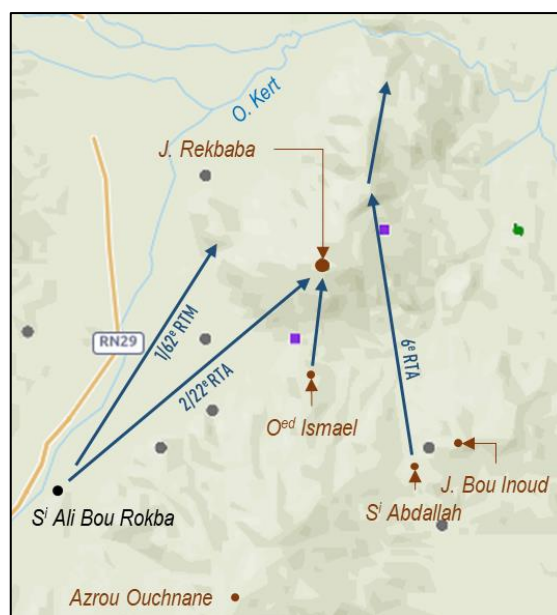 O. Kert
J. Rekbaba
RN29
1/62e RTM
2/22e RTA
6e RTA
Oed Ismael
J. Bou Inoud
Si Abdallah
Si Ali Bou Rokba
Azrou Ouchnane